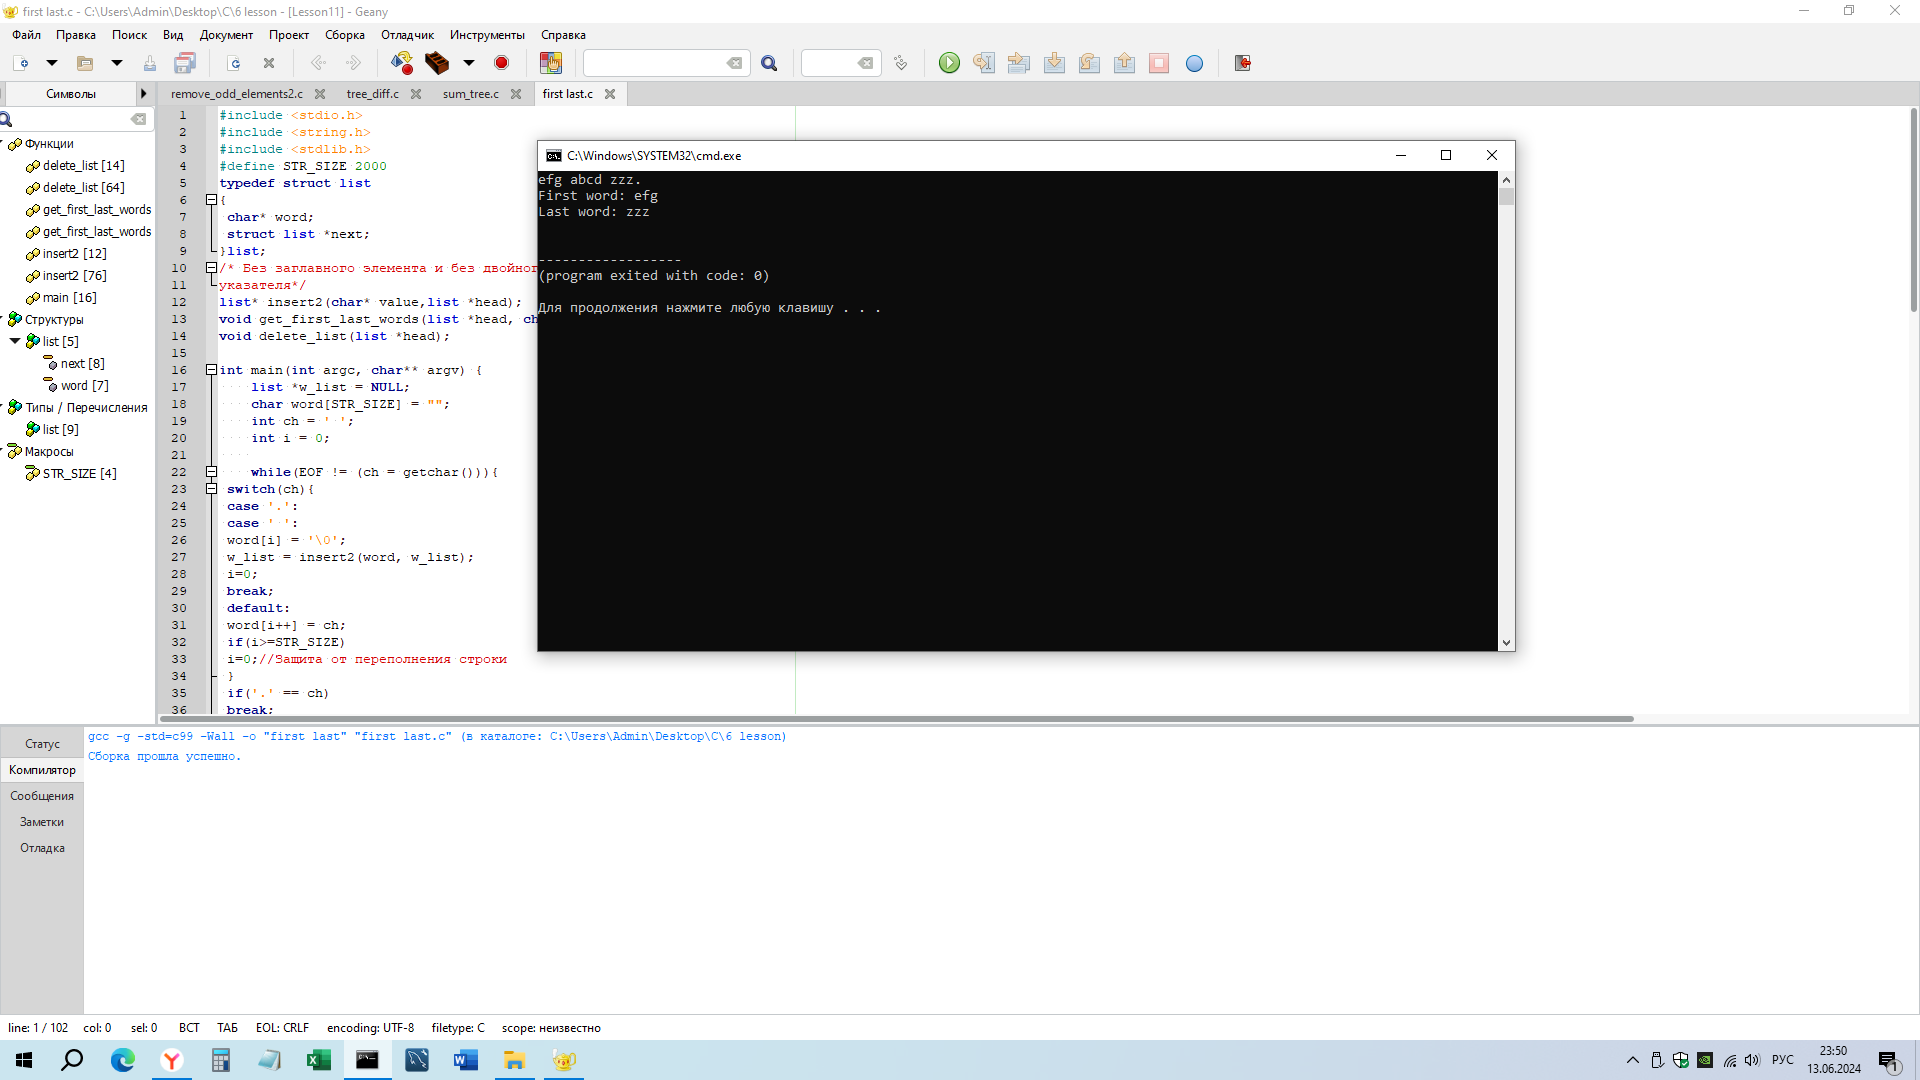 first last.c - C:\Users\Admin\Desktop\C\6 lesson - [Lesson11] - Geany
Файл Правка Поиск Вид Документ Проект Сборка Отладчик Инструменты Справка
Символы
remove_odd_elements2.c tree_diff.c sum_tree.c first last.c
Функции
delete_list [14]
delete_list [64]
get_first_last_words
get_first_last_words
insert2 [12]
insert2 [76]
main [16]
Структуры
list [5]
next [8]
word [7]
Типы / Перечисления
list [9]
Макросы
STR_SIZE [4]
1 #include <stdio.h>
2 #include <string.h>
3 #include <stdlib.h>
4 #define STR_SIZE 2000
5 typedef struct list
6 {
7 char* word;
8 struct list *next;
9 }list;
10 /* Без заглавного элемента и без двойног
11 указателя*/
12 list* insert2(char* value,list *head);
13 void get_first_last_words(list *head, ch
14 void delete_list(list *head);
15
16 int main(int argc, char** argv) {
17 list *w_list = NULL;
18 char word[STR_SIZE] = "";
19 int ch = ' ';
20 int i = 0;
21
22 while(EOF != (ch = getchar())){
23 switch(ch){
24 case '.':
25 case ' ':
26 word[i] = '\0';
27 w_list = insert2(word, w_list);
28 i=0;
29 break;
30 default:
31 word[i++] = ch;
32 if(i>=STR_SIZE)
33 i=0;//Защита от переполнения строки
34 }
35 if('.' == ch)
36 break;
C:\Windows\SYSTEM32\cmd.exe
efg abcd zzz.
First word: efg
Last word: zzz
------------------
(program exited with code: 0)
Для продолжения нажмите любую клавишу . . .
Статус
Компилятор
Сообщения
Заметки
Отладка
gcc -g -std=c99 -Wall -o "first last" "first last.c" (в каталоге: C:\Users\Admin\Desktop\C\6 lesson)
Сборка прошла успешно.
line: 1 / 102 col: 0 sel: 0 ВСТ ТАБ EOL: CRLF encoding: UTF-8 filetype: C scope: неизвестно
РУС
23:50
13.06.2024
1